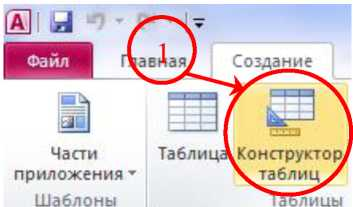 A
Файл Главная Создание
1
Части приложения
Таблица
Конструктор таблиц
Шаблоны Таблицы